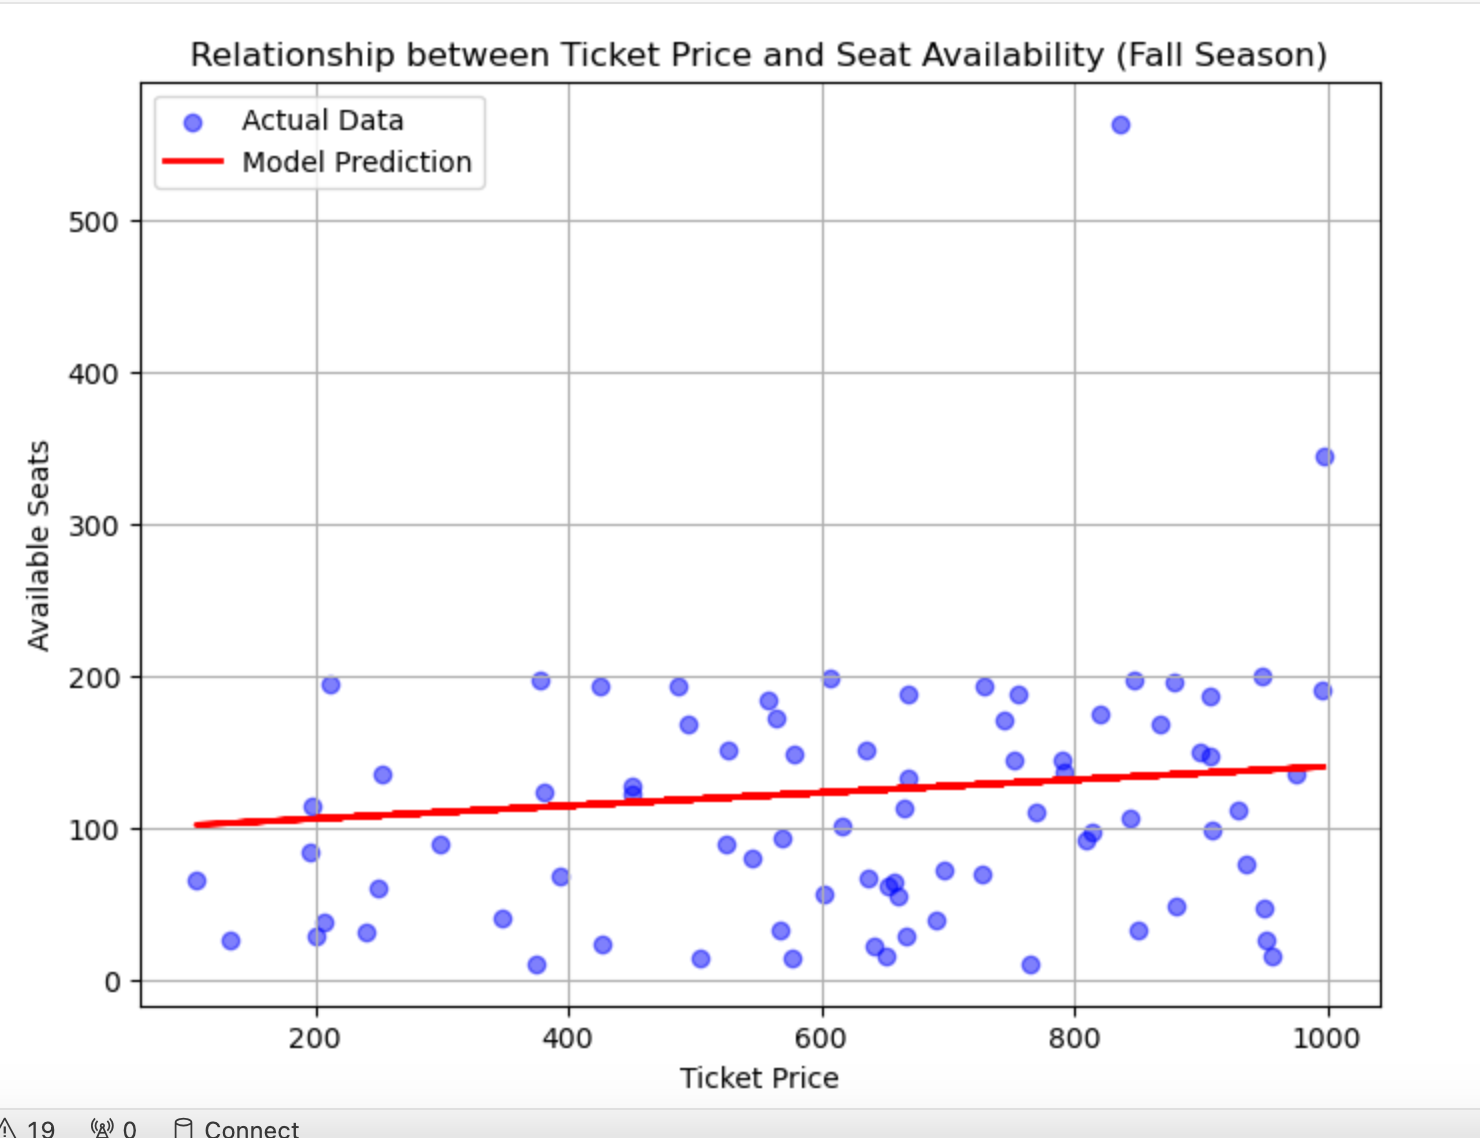 Relationship between Ticket Price and Seat Availability (Fall Season)
Actual Data
Model Prediction
500
400
300
200
100
0
Available Seats
200 400 600 800 1000
Ticket Price
19 0 Connect